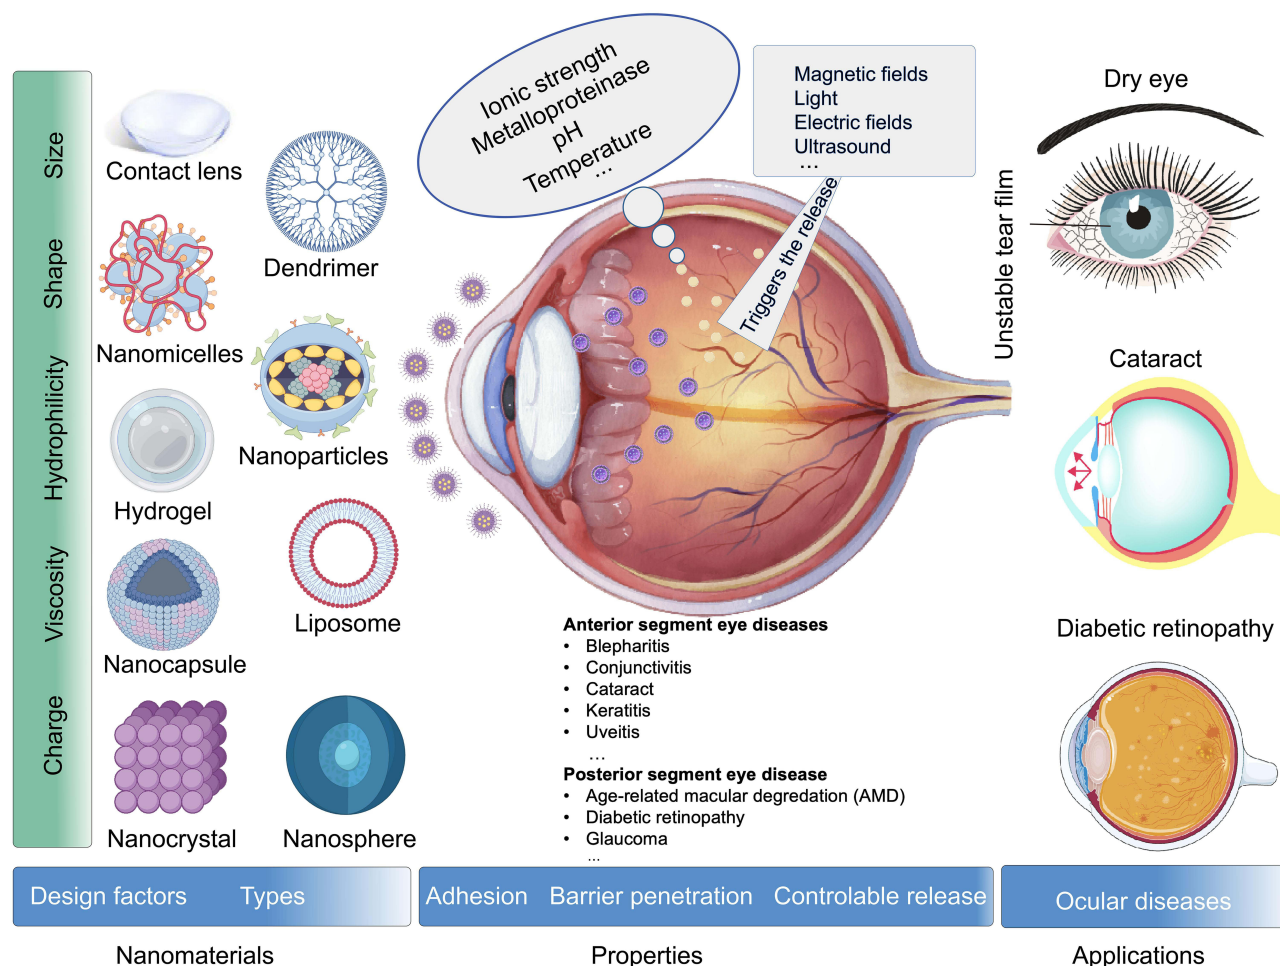 Size
Shape
Hydrophilicity
Viscosity
Charge
Contact lens
Dendrimer
Nanomicelles
Nanoparticles
Hydrogel
Liposome
Nanocapsule
Nanocrystal
Nanosphere
Ionic strength
Metalloproteinase
pH
Temperature
...
Magnetic fields
Light
Electric fields
Ultrasound
...
Triggers the release
Anterior segment eye diseases
• Blepharitis
• Conjunctivitis
• Cataract
• Keratitis
• Uveitis
...
Posterior segment eye disease
• Age-related macular degredation (AMD)
• Diabetic retinopathy
• Glaucoma
...
Dry eye
Unstable tear film
Cataract
Diabetic retinopathy
Design factors
Types
Adhesion
Barrier penetration
Controlable release
Ocular diseases
Nanomaterials
Properties
Applications